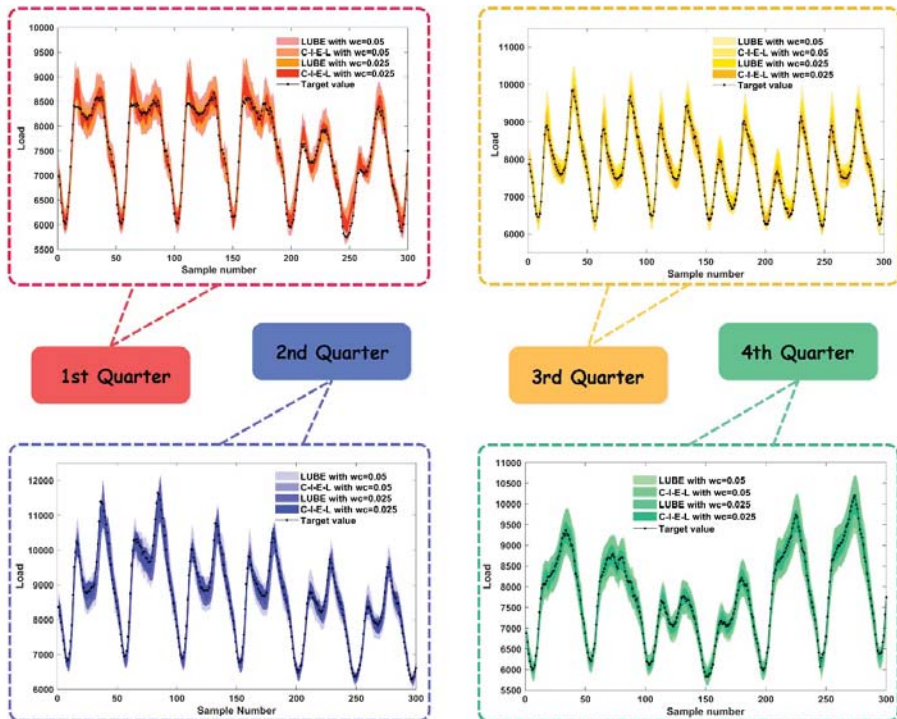 10000
9500
9000
8500
8000
7500
7000
6500
6000
5500
Load
0
50
100
150
200
250
300
Sample number
LUBE with wc=0.05
C-I-E-L with wc=0.05
LUBE with wc=0.025
C-I-E-L with wc=0.025
Target value
11000
10000
9000
8000
7000
6000
Load
0
50
100
150
200
250
300
Sample number
LUBE with wc=0.05
C-I-E-L with wc=0.05
LUBE with wc=0.025
C-I-E-L with wc=0.025
Target value
1st Quarter
2nd Quarter
3rd Quarter
4th Quarter
12000
11000
10000
9000
8000
7000
6000
Load
0
50
100
150
200
250
300
Sample Number
LUBE with wc=0.05
C-I-E-L with wc=0.05
LUBE with wc=0.025
C-I-E-L with wc=0.025
Target value
11000
10500
10000
9500
9000
8500
8000
7500
7000
6500
6000
5500
Load
0
50
100
150
200
250
300
Sample number
LUBE with wc=0.05
C-I-E-L with wc=0.05
LUBE with wc=0.025
C-I-E-L with wc=0.025
Target value